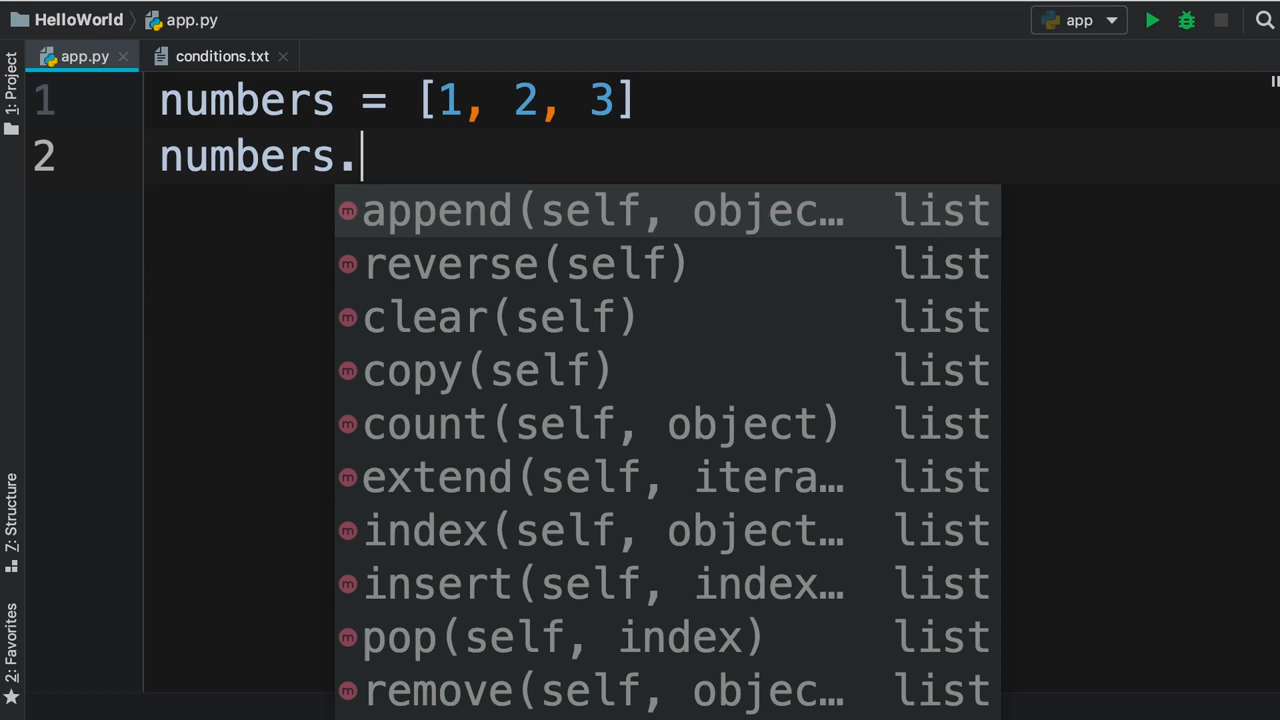 HelloWorld app.py app
app.py conditions.txt
1: Project
1 numbers = [1, 2, 3]
2 numbers.
append(self, objec… list
reverse(self) list
clear(self) list
copy(self) list
count(self, object) list
extend(self, itera… list
index(self, object… list
insert(self, index… list
pop(self, index) list
remove(self, objec… list
7: Structure
2: Favorites